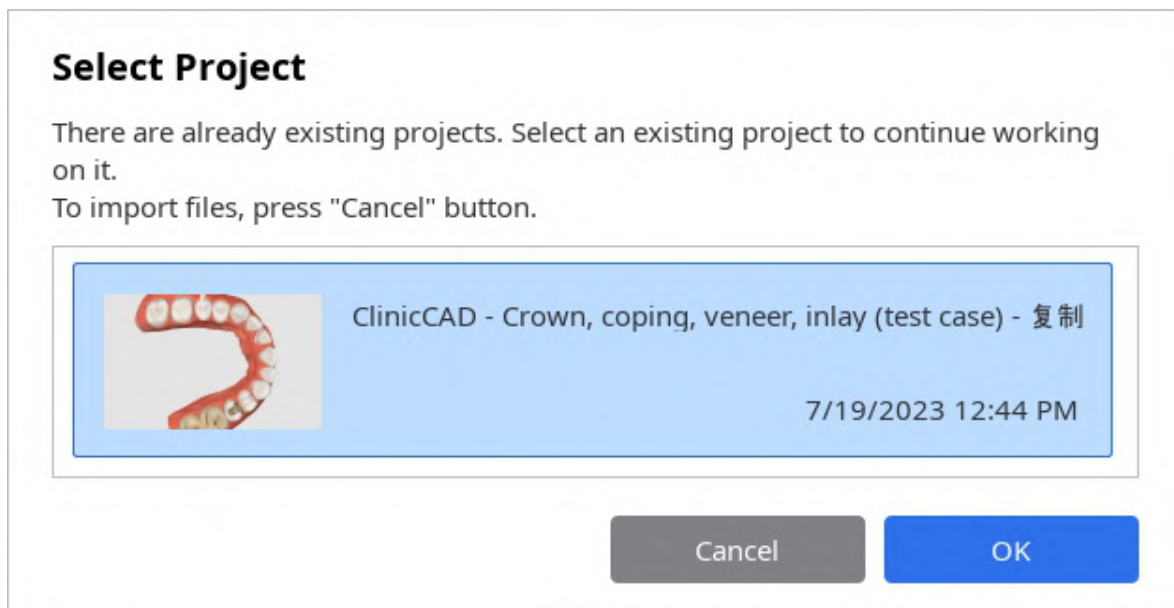 Select Project
There are already existing projects. Select an existing project to continue working
on it.
To import files, press "Cancel" button.
ClinicCAD - Crown, coping, veneer, inlay (test case) - 复制
7/19/2023 12:44 PM
Cancel
OK